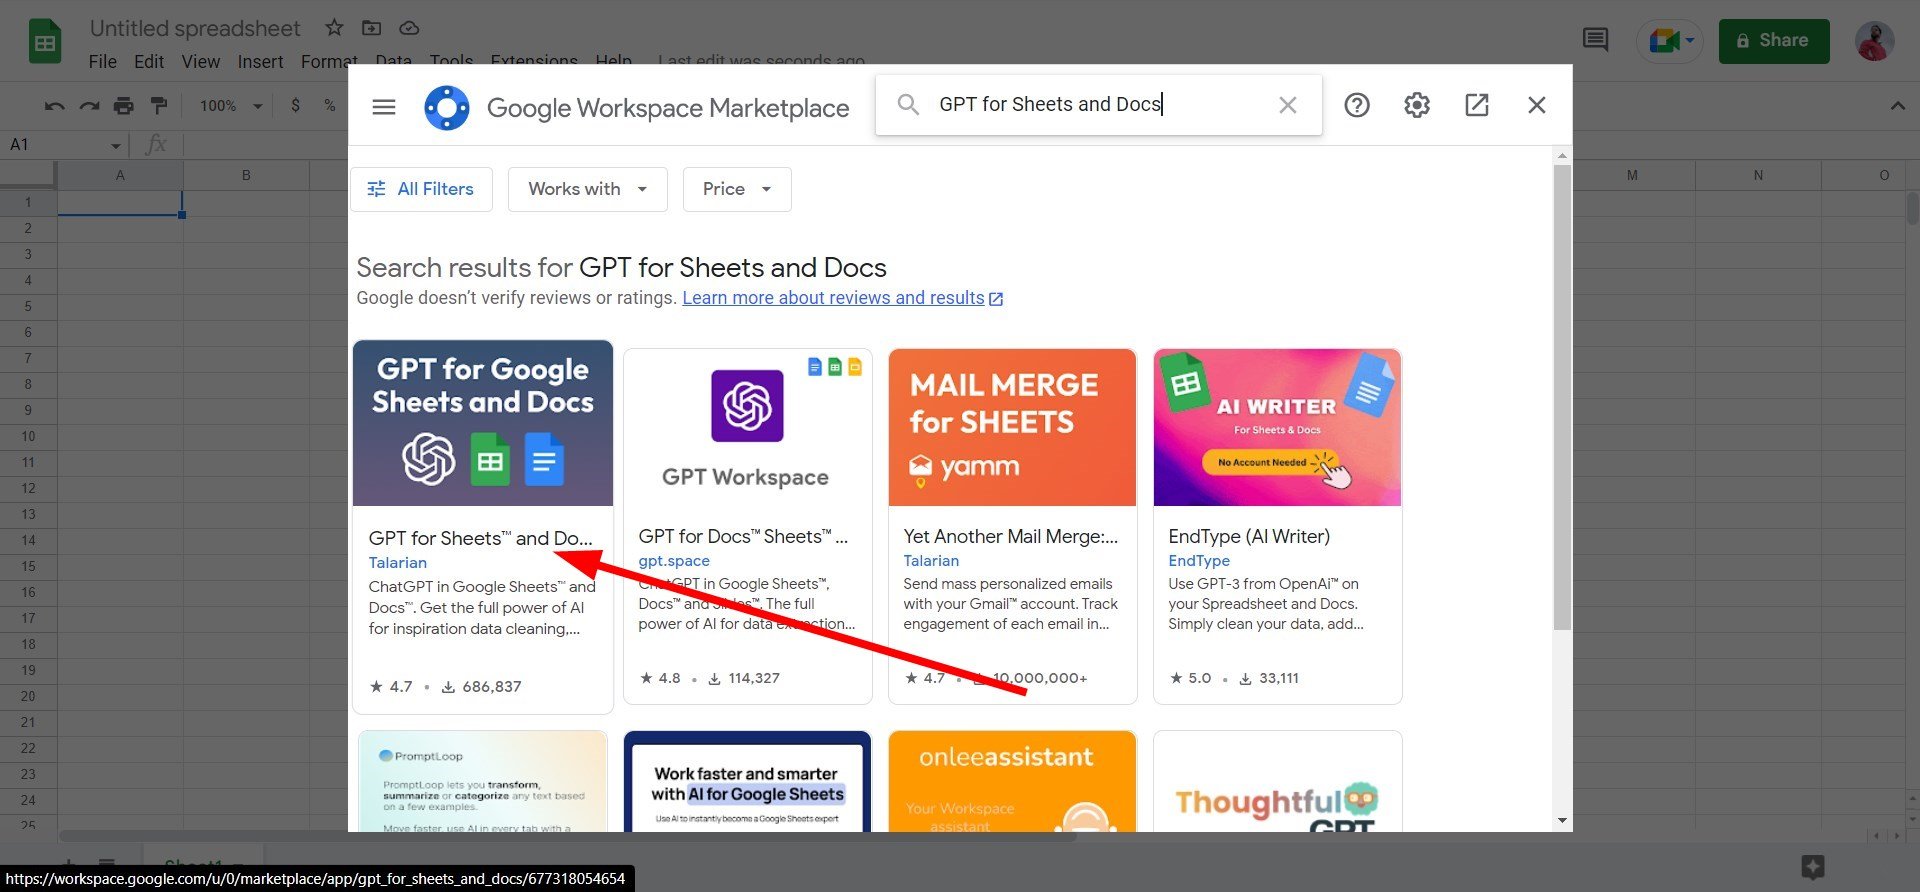 Untitled spreadsheet
File Edit View Insert Format Data Tools Extensions Help Last edit was seconds ago
Share
100% $ %
A1 fx
A B M N O
1
2
3
4
5
6
7
8
9
10
11
12
13
14
15
16
17
18
19
20
21
22
23
24
25
Google Workspace Marketplace
GPT for Sheets and Docs
All Filters
Works with
Price
Search results for GPT for Sheets and Docs
Google doesn't verify reviews or ratings. Learn more about reviews and results
GPT for Google
Sheets and Docs
GPT for Sheets™ and Do...
Talarian
ChatGPT in Google Sheets™ and
Docs™. Get the full power of AI
for inspiration data cleaning,...
4.7 • 686,837
GPT Workspace
GPT for Docs™ Sheets™ ...
gpt.space
ChatGPT in Google Sheets™,
Docs™ and Slides™. The full
power of AI for data extraction...
4.8 • 114,327
MAIL MERGE
for SHEETS
yamm
Yet Another Mail Merge:...
Talarian
Send mass personalized emails
with your Gmail™ account. Track
engagement of each email in...
4.7 • 10,000,000+
AI WRITER
For Sheets & Docs
No Account Needed
EndType (AI Writer)
EndType
Use GPT-3 from OpenAi™ on
your Spreadsheet and Docs.
Simply clean your data, add...
5.0 • 33,111
PromptLoop
PromptLoop lets you transform,
summarize or categorize any text based
on a few examples.
Move faster, use AI in every tab with a
Work faster and smarter
with AI for Google Sheets
Use AI to instantly become a Google Sheets expert
onleeassistant
Your Workspace
assistant
Thoughtful
GPT
Sheet1
https://workspace.google.com/u/0/marketplace/app/gpt_for_sheets_and_docs/677318054654